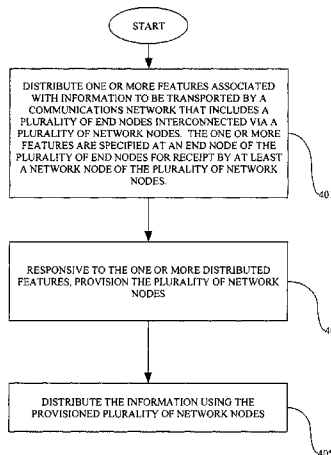 START
DISTRIBUTE ONE OR MORE FEATURES ASSOCIATED
WITH INFORMATION TO BE TRANSPORTED BY A
COMMUNICATIONS NETWORK THAT INCLUDES A
PLURALITY OF END NODES INTERCONNECTED VIA A
PLURALITY OF NETWORK NODES. THE ONE OR MORE
FEATURES ARE SPECIFIED AT AN END NODE OF THE
PLURALITY OF END NODES FOR RECEIPT BY AT LEAST
A NETWORK NODE OF THE PLURALITY OF NETWORK
NODES.
RESPONSIVE TO THE ONE OR MORE DISTRIBUTED
FEATURES, PROVISION THE PLURALITY OF NETWORK
NODES
DISTRIBUTE THE INFORMATION USING THE
PROVISIONED PLURALITY OF NETWORK NODES
405